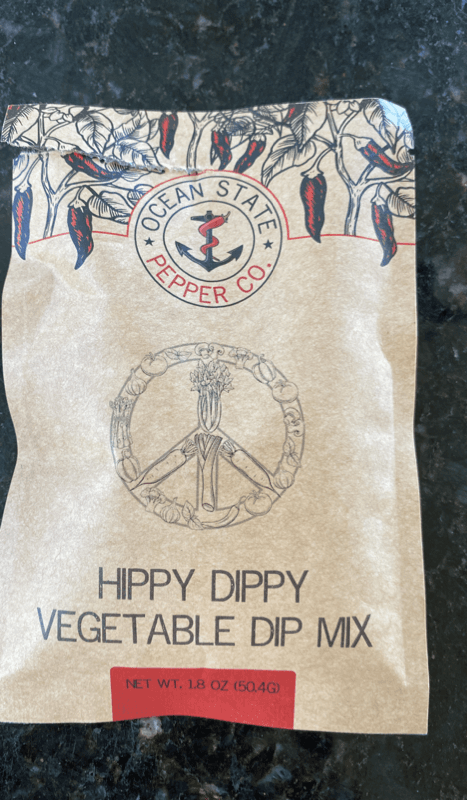 OCEAN STATE
PEPPER CO.
HIPPY DIPPY
VEGETABLE DIP MIX
NET WT. 1.8 OZ (50.4G)